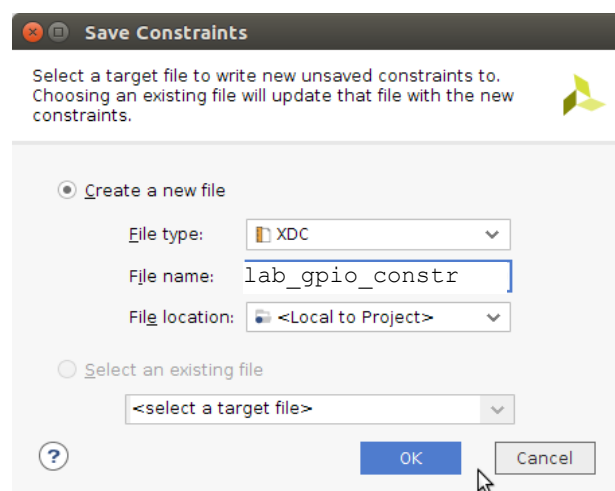 Save Constraints
Select a target file to write new unsaved constraints to.
Choosing an existing file will update that file with the new
constraints.
Create a new file
File type: XDC
File name: lab_gpio_constr
File location: <Local to Project>
Select an existing file
<select a target file>
? OK Cancel